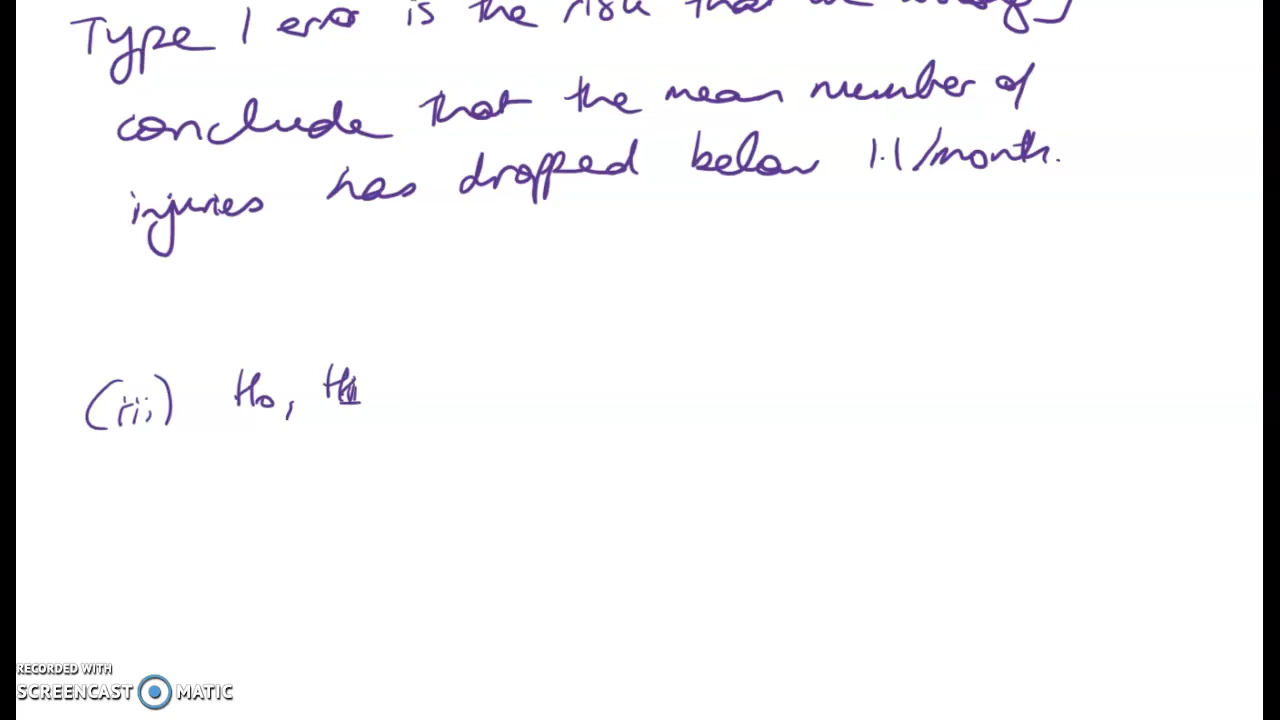 Type 1 error is the risk that we wrongly
conclude that the mean number of
injuries has dropped below 1.1/month.
(iii) H₀, H₁
RECORDED WITH
SCREENCAST MATIC